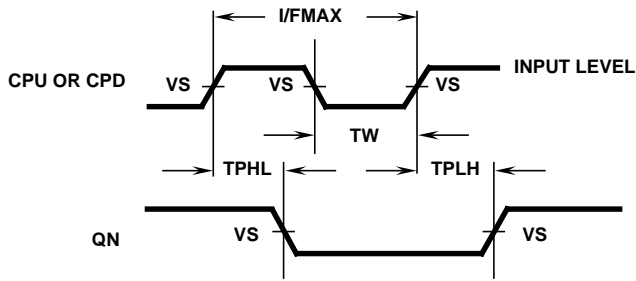 I/FMAX
CPU OR CPD
VS
VS
VS
INPUT LEVEL
TW
TPHL
TPLH
QN
VS
VS